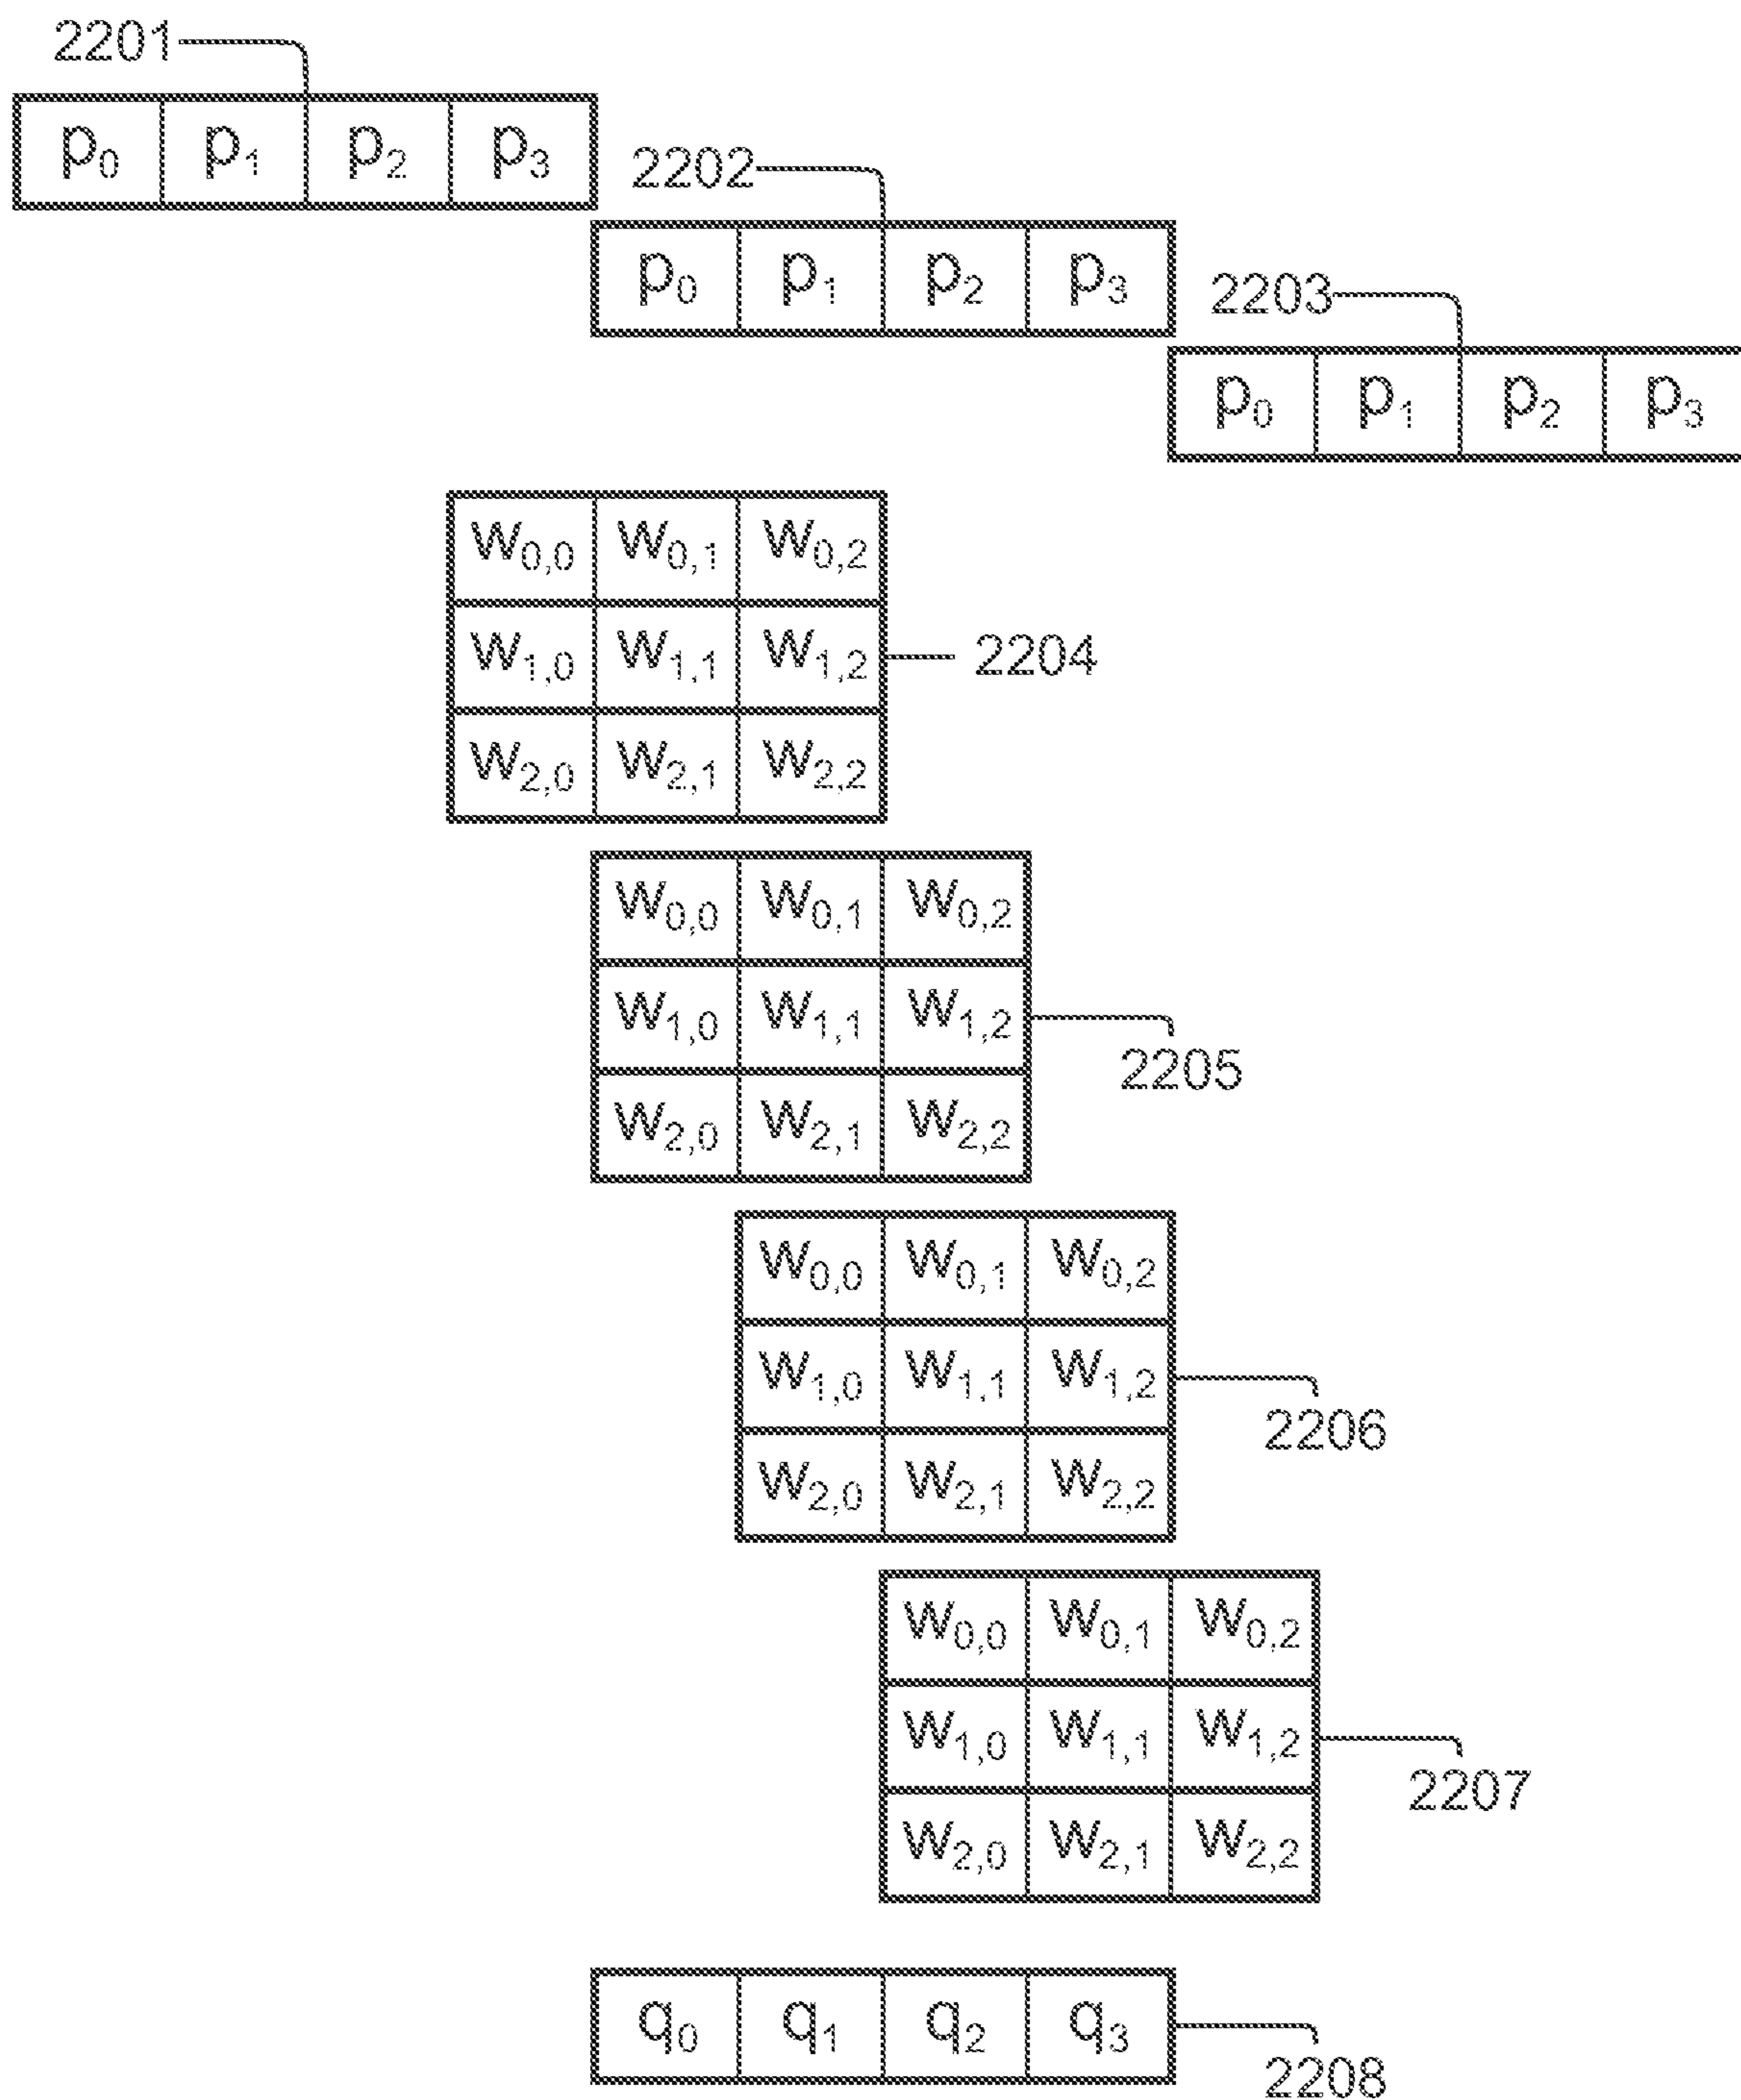 2201
p₀ p₁ p₂ p₃
2202
p₀ p₁ p₂ p₃
2203
p₀ p₁ p₂ p₃
w₀,₀ w₀,₁ w₀,₂
w₁,₀ w₁,₁ w₁,₂
2204
w₂,₀ w₂,₁ w₂,₂
w₀,₀ w₀,₁ w₀,₂
w₁,₀ w₁,₁ w₁,₂
2205
w₂,₀ w₂,₁ w₂,₂
w₀,₀ w₀,₁ w₀,₂
w₁,₀ w₁,₁ w₁,₂
2206
w₂,₀ w₂,₁ w₂,₂
w₀,₀ w₀,₁ w₀,₂
w₁,₀ w₁,₁ w₁,₂
2207
w₂,₀ w₂,₁ w₂,₂
q₀ q₁ q₂ q₃
2208